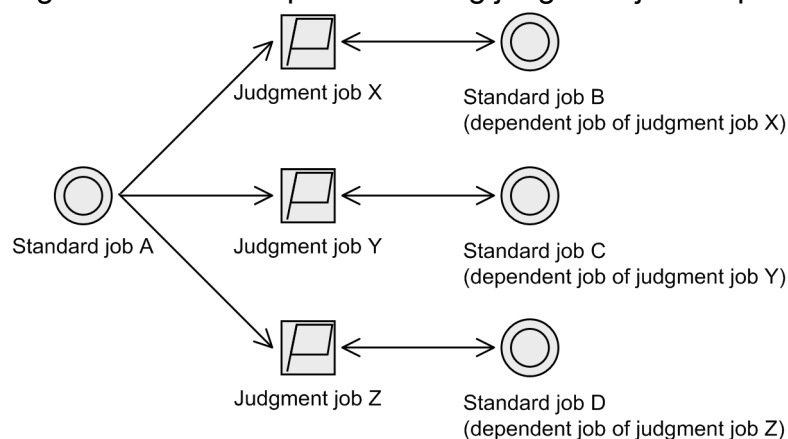 Judgment job X
Standard job B
(dependent job of judgment job X)
Standard job A
Judgment job Y
Standard job C
(dependent job of judgment job Y)
Judgment job Z
Standard job D
(dependent job of judgment job Z)